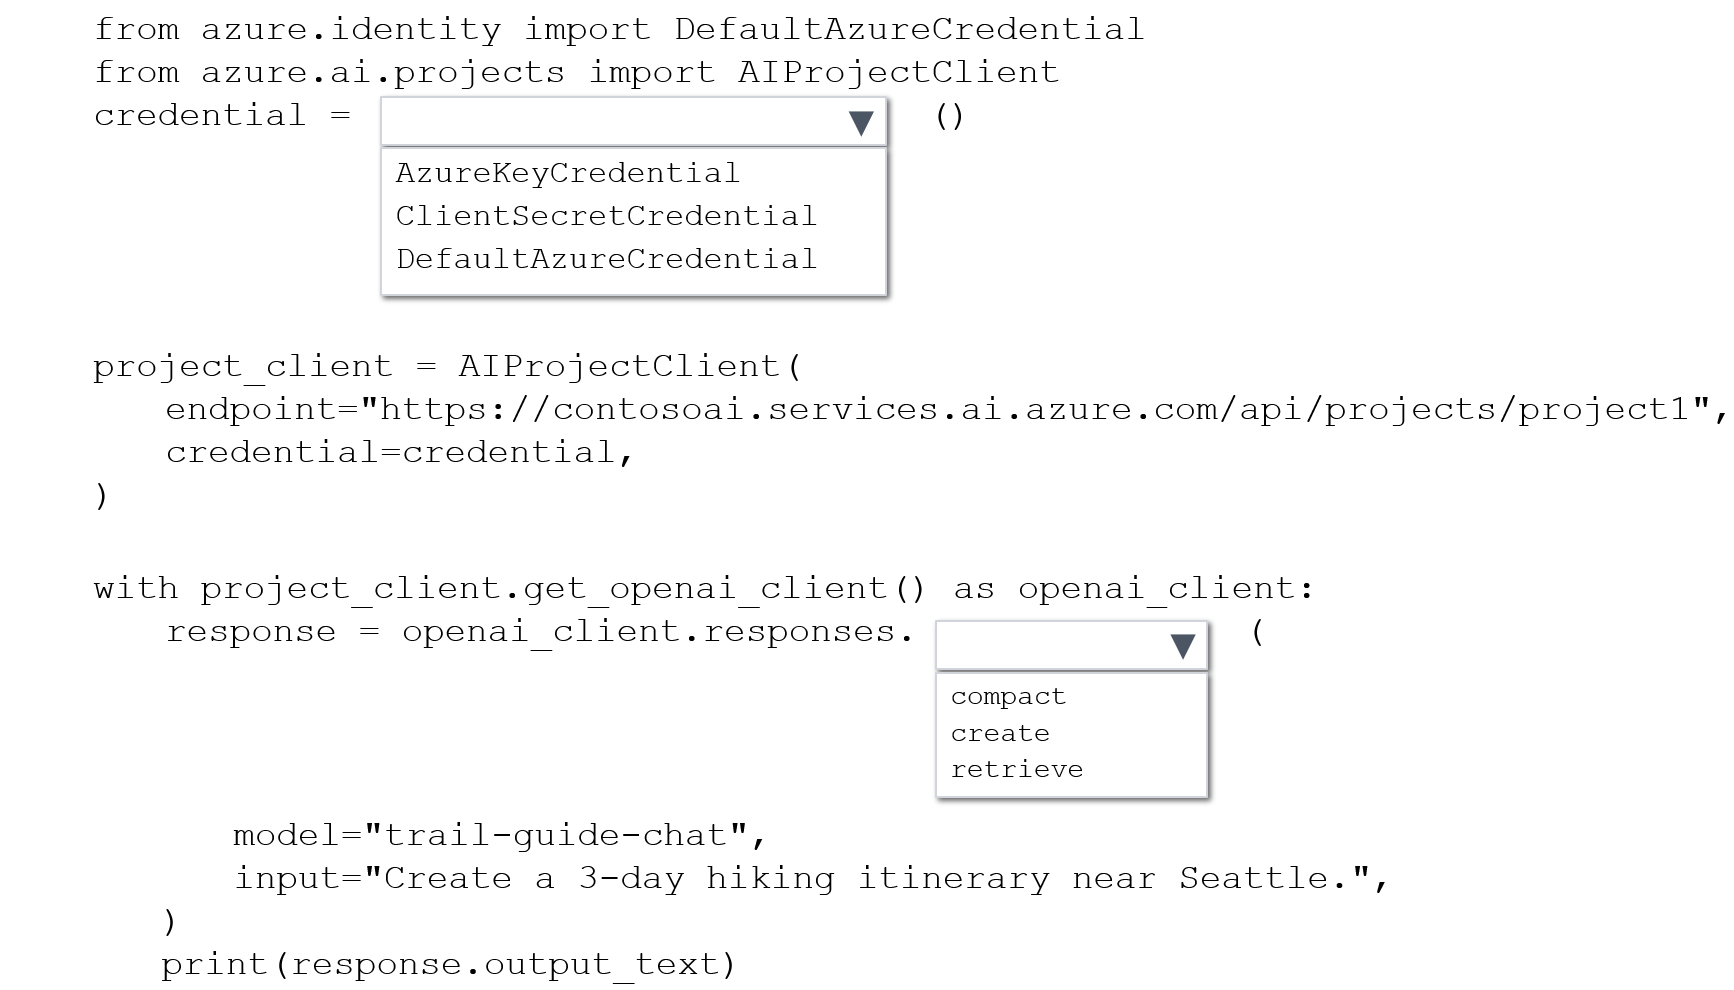 from azure.identity import DefaultAzureCredential
from azure.ai.projects import AIProjectClient
credential = ▼ ()
AzureKeyCredential
ClientSecretCredential
DefaultAzureCredential
project_client = AIProjectClient(
endpoint="https://contosoai.services.ai.azure.com/api/projects/project1",
credential=credential,
)
with project_client.get_openai_client() as openai_client:
response = openai_client.responses. ▼ (
compact
create
retrieve
model="trail-guide-chat",
input="Create a 3-day hiking itinerary near Seattle.",
)
print(response.output_text)